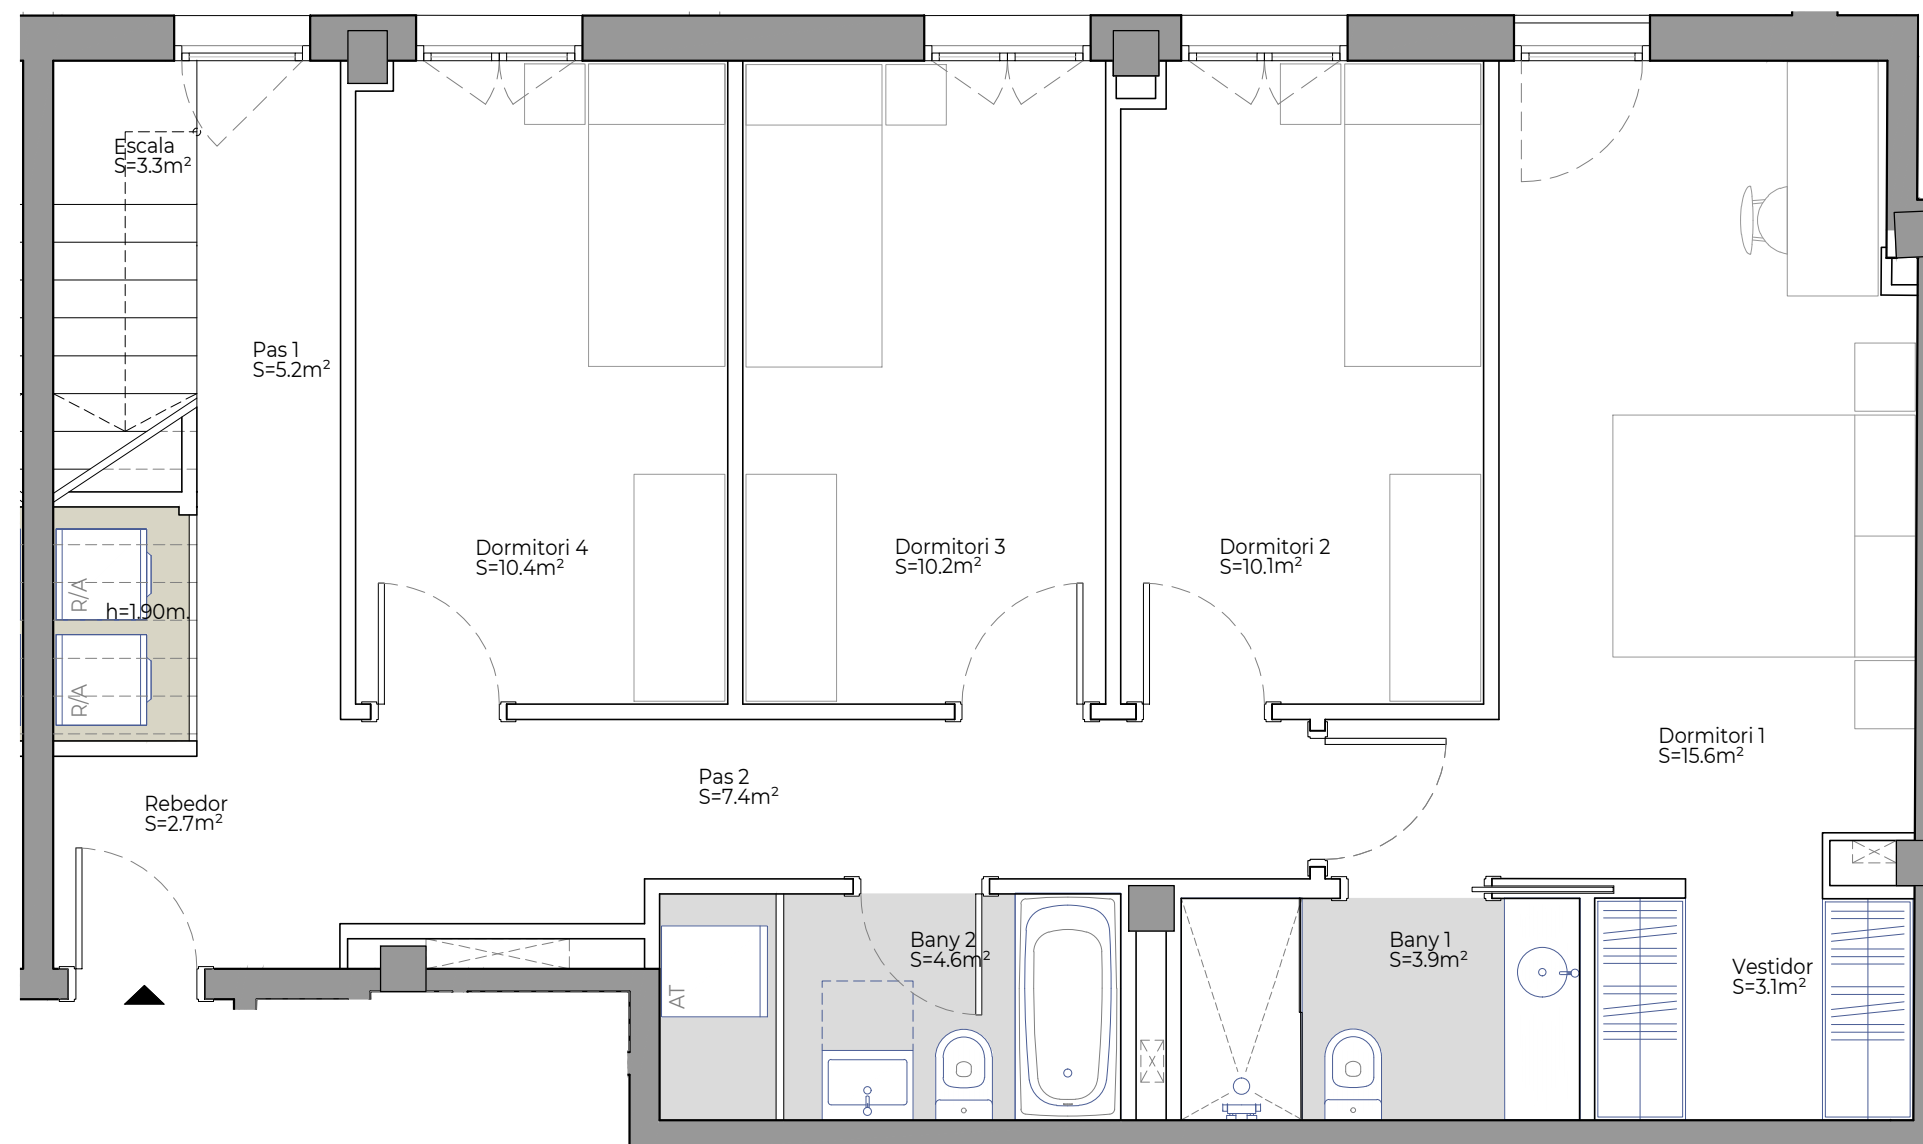 Escala
S=3.3m²
Pas 1
S=5.2m²
Dormitori 4
S=10.4m²
Dormitori 3
S=10.2m²
Dormitori 2
S=10.1m²
R/A
h=1.90m.
R/A
Dormitori 1
S=15.6m²
Pas 2
S=7.4m²
Rebedor
S=2.7m²
Bany 2
S=4.6m²
Bany 1
S=3.9m²
Vestidor
S=3.1m²
AT